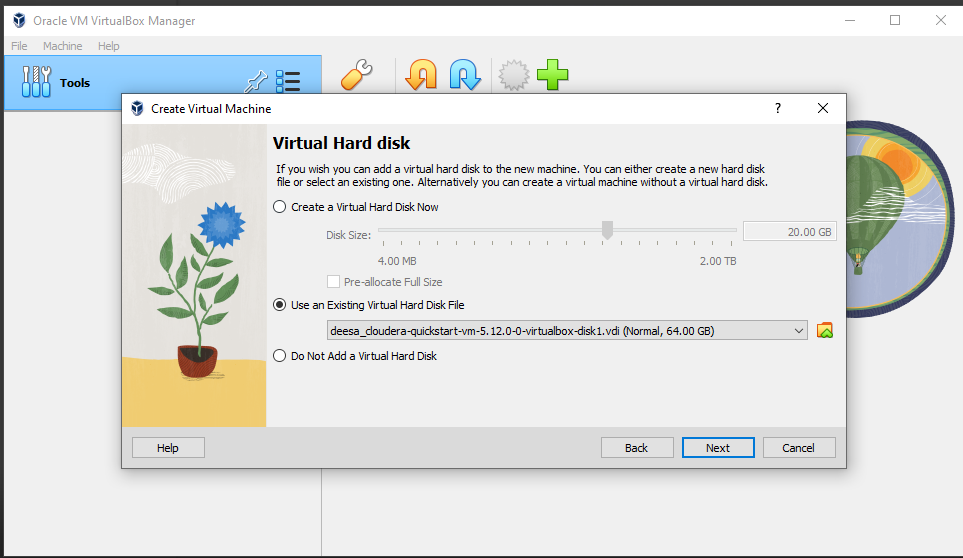 Oracle VM VirtualBox Manager
File Machine Help
Tools
Create Virtual Machine
?
Virtual Hard disk
If you wish you can add a virtual hard disk to the new machine. You can either create a new hard disk
file or select an existing one. Alternatively you can create a virtual machine without a virtual hard disk.
Create a Virtual Hard Disk Now
Disk Size:
20.00 GB
4.00 MB
2.00 TB
Pre-allocate Full Size
Use an Existing Virtual Hard Disk File
deesa_cloudera-quickstart-vm-5.12.0-0-virtualbox-disk1.vdi (Normal, 64.00 GB)
Do Not Add a Virtual Hard Disk
Help
Back
Next
Cancel